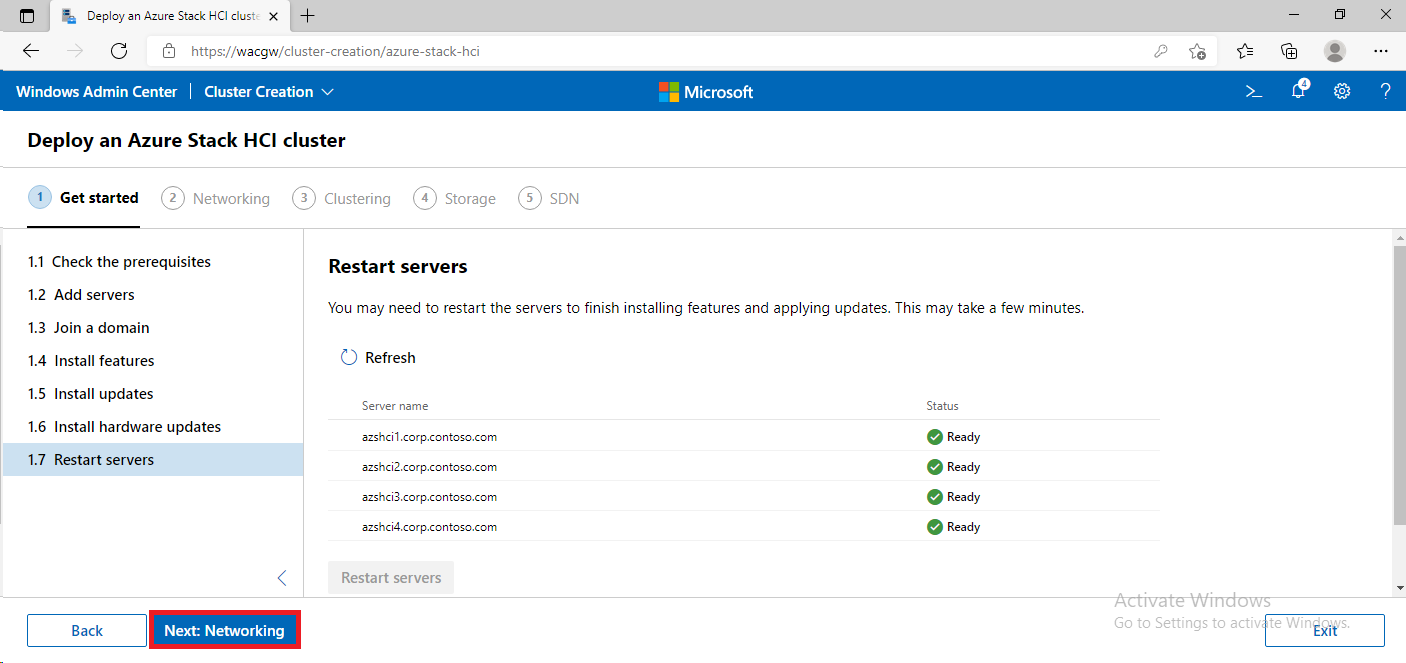 Deploy an Azure Stack HCI cluste
https://wacgw/cluster-creation/azure-stack-hci
Windows Admin Center Cluster Creation Microsoft 4 ?
Deploy an Azure Stack HCI cluster
1 Get started 2 Networking 3 Clustering 4 Storage 5 SDN
1.1 Check the prerequisites
1.2 Add servers
1.3 Join a domain
1.4 Install features
1.5 Install updates
1.6 Install hardware updates
1.7 Restart servers
Restart servers
You may need to restart the servers to finish installing features and applying updates. This may take a few minutes.
Refresh
Server name Status
azshci1.corp.contoso.com Ready
azshci2.corp.contoso.com Ready
azshci3.corp.contoso.com Ready
azshci4.corp.contoso.com Ready
Restart servers
Activate Windows
Go to Settings to activate Windows.
Back Next: Networking Exit